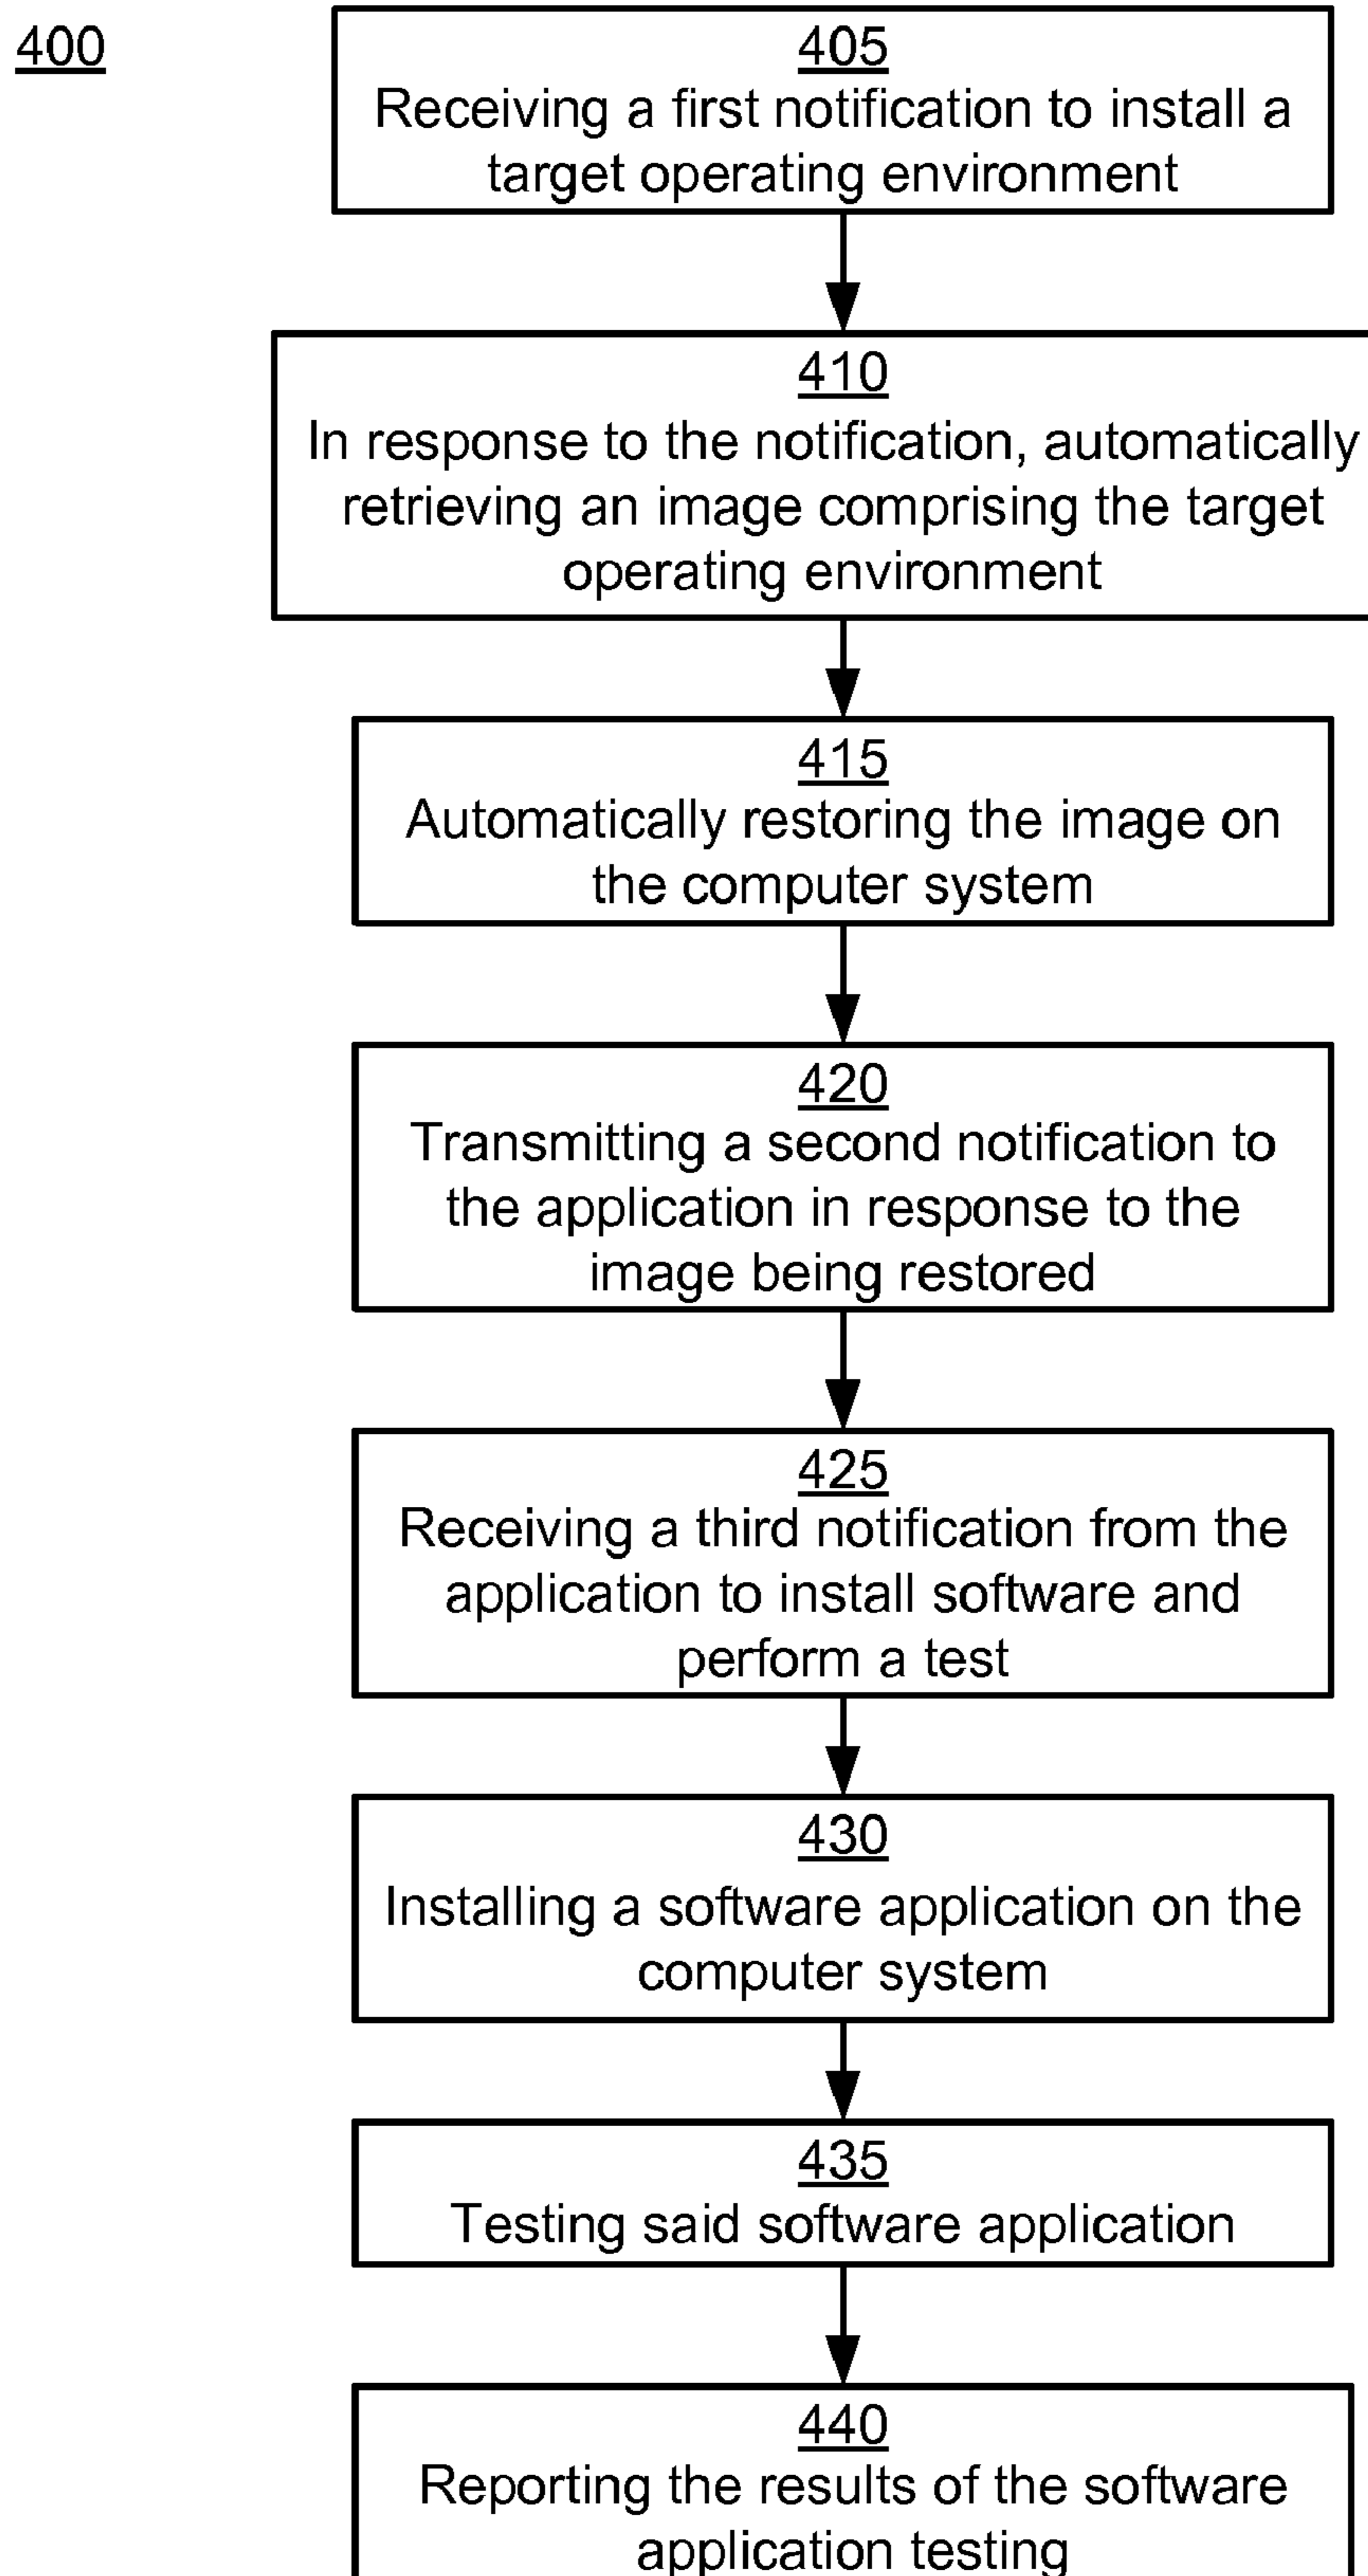 400
405
Receiving a first notification to install a
target operating environment
410
In response to the notification, automatically
retrieving an image comprising the target
operating environment
415
Automatically restoring the image on
the computer system
420
Transmitting a second notification to
the application in response to the
image being restored
425
Receiving a third notification from the
application to install software and
perform a test
430
Installing a software application on the
computer system
435
Testing said software application
440
Reporting the results of the software
application testing